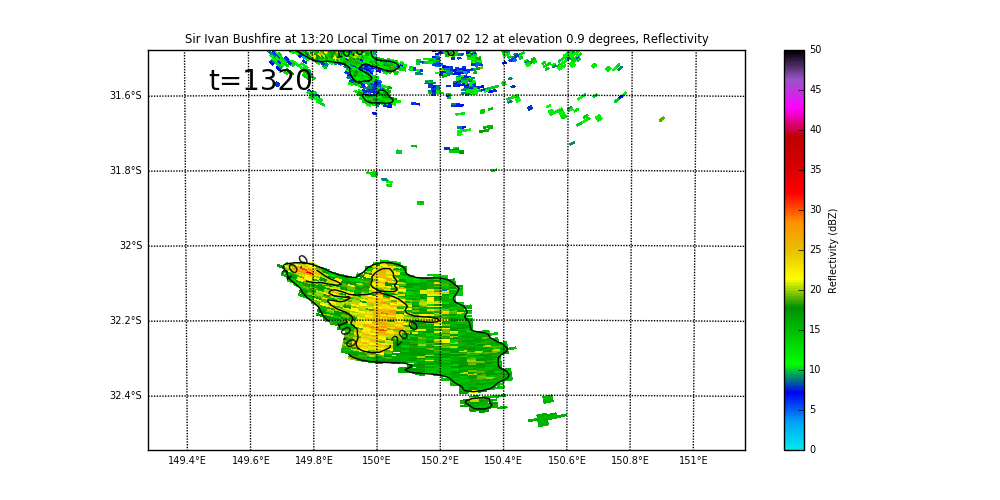 Sir Ivan Bushfire at 13:20 Local Time on 2017 02 12 at elevation 0.9 degrees, Reflectivity
t=1320
31.6°S
31.8°S
32°S
32.2°S
32.4°S
149.4°E 149.6°E 149.8°E 150°E 150.2°E 150.4°E 150.6°E 150.8°E 151°E
20.0
50
45
40
35
30
25
20
15
10
5
0
Reflectivity (dBZ)